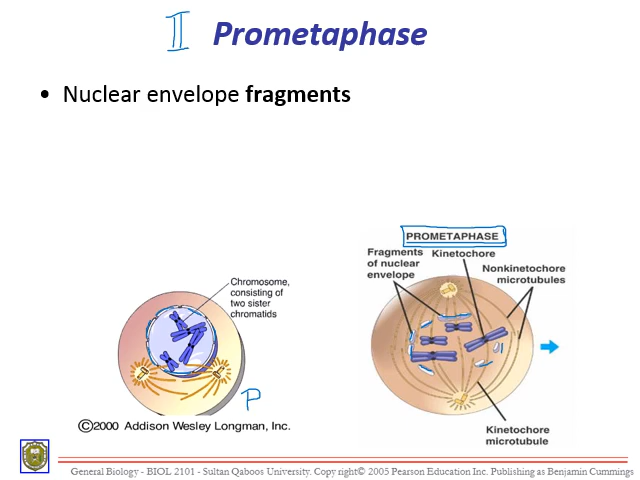 II Prometaphase
• Nuclear envelope fragments
Chromosome,
consisting of
two sister
chromatids
P
©2000 Addison Wesley Longman, Inc.
PROMETAPHASE
Fragments
of nuclear
envelope
Kinetochore
Nonkinetochore
microtubules
Kinetochore
microtubule
General Biology - BIOL 2101 - Sultan Qaboos University. Copy right© 2005 Pearson Education Inc. Publishing as Benjamin Cummings